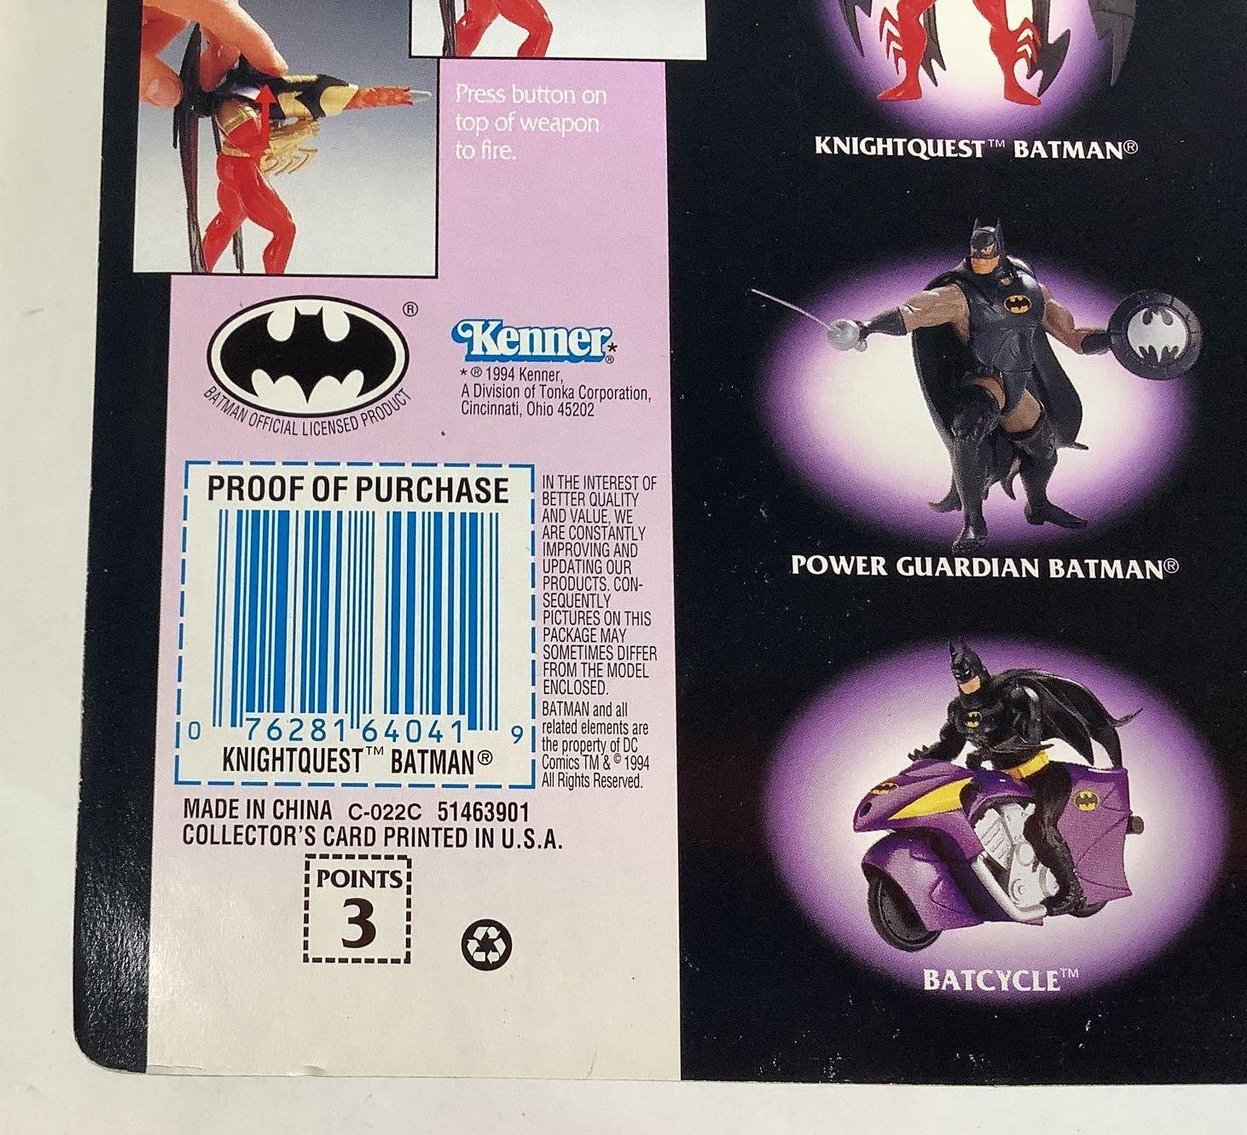 Press button on
top of weapon
to fire.
KNIGHTQUEST™ BATMAN®
®
BATMAN OFFICIAL LICENSED PRODUCT
Kenner®*
* ® 1994 Kenner,
A Division of Tonka Corporation,
Cincinnati, Ohio 45202
POWER GUARDIAN BATMAN®
PROOF OF PURCHASE
0 76281 64041 9
KNIGHTQUEST™ BATMAN®
IN THE INTEREST OF
BETTER QUALITY
AND VALUE, WE
ARE CONSTANTLY
IMPROVING AND
UPDATING OUR
PRODUCTS. CON-
SEQUENTLY
PICTURES ON THIS
PACKAGE MAY
SOMETIMES DIFFER
FROM THE MODEL
ENCLOSED.
BATMAN and all
related elements are
the property of DC
Comics TM & © 1994
All Rights Reserved.
MADE IN CHINA C-022C 51463901
COLLECTOR'S CARD PRINTED IN U.S.A.
POINTS
3
BATCYCLE™